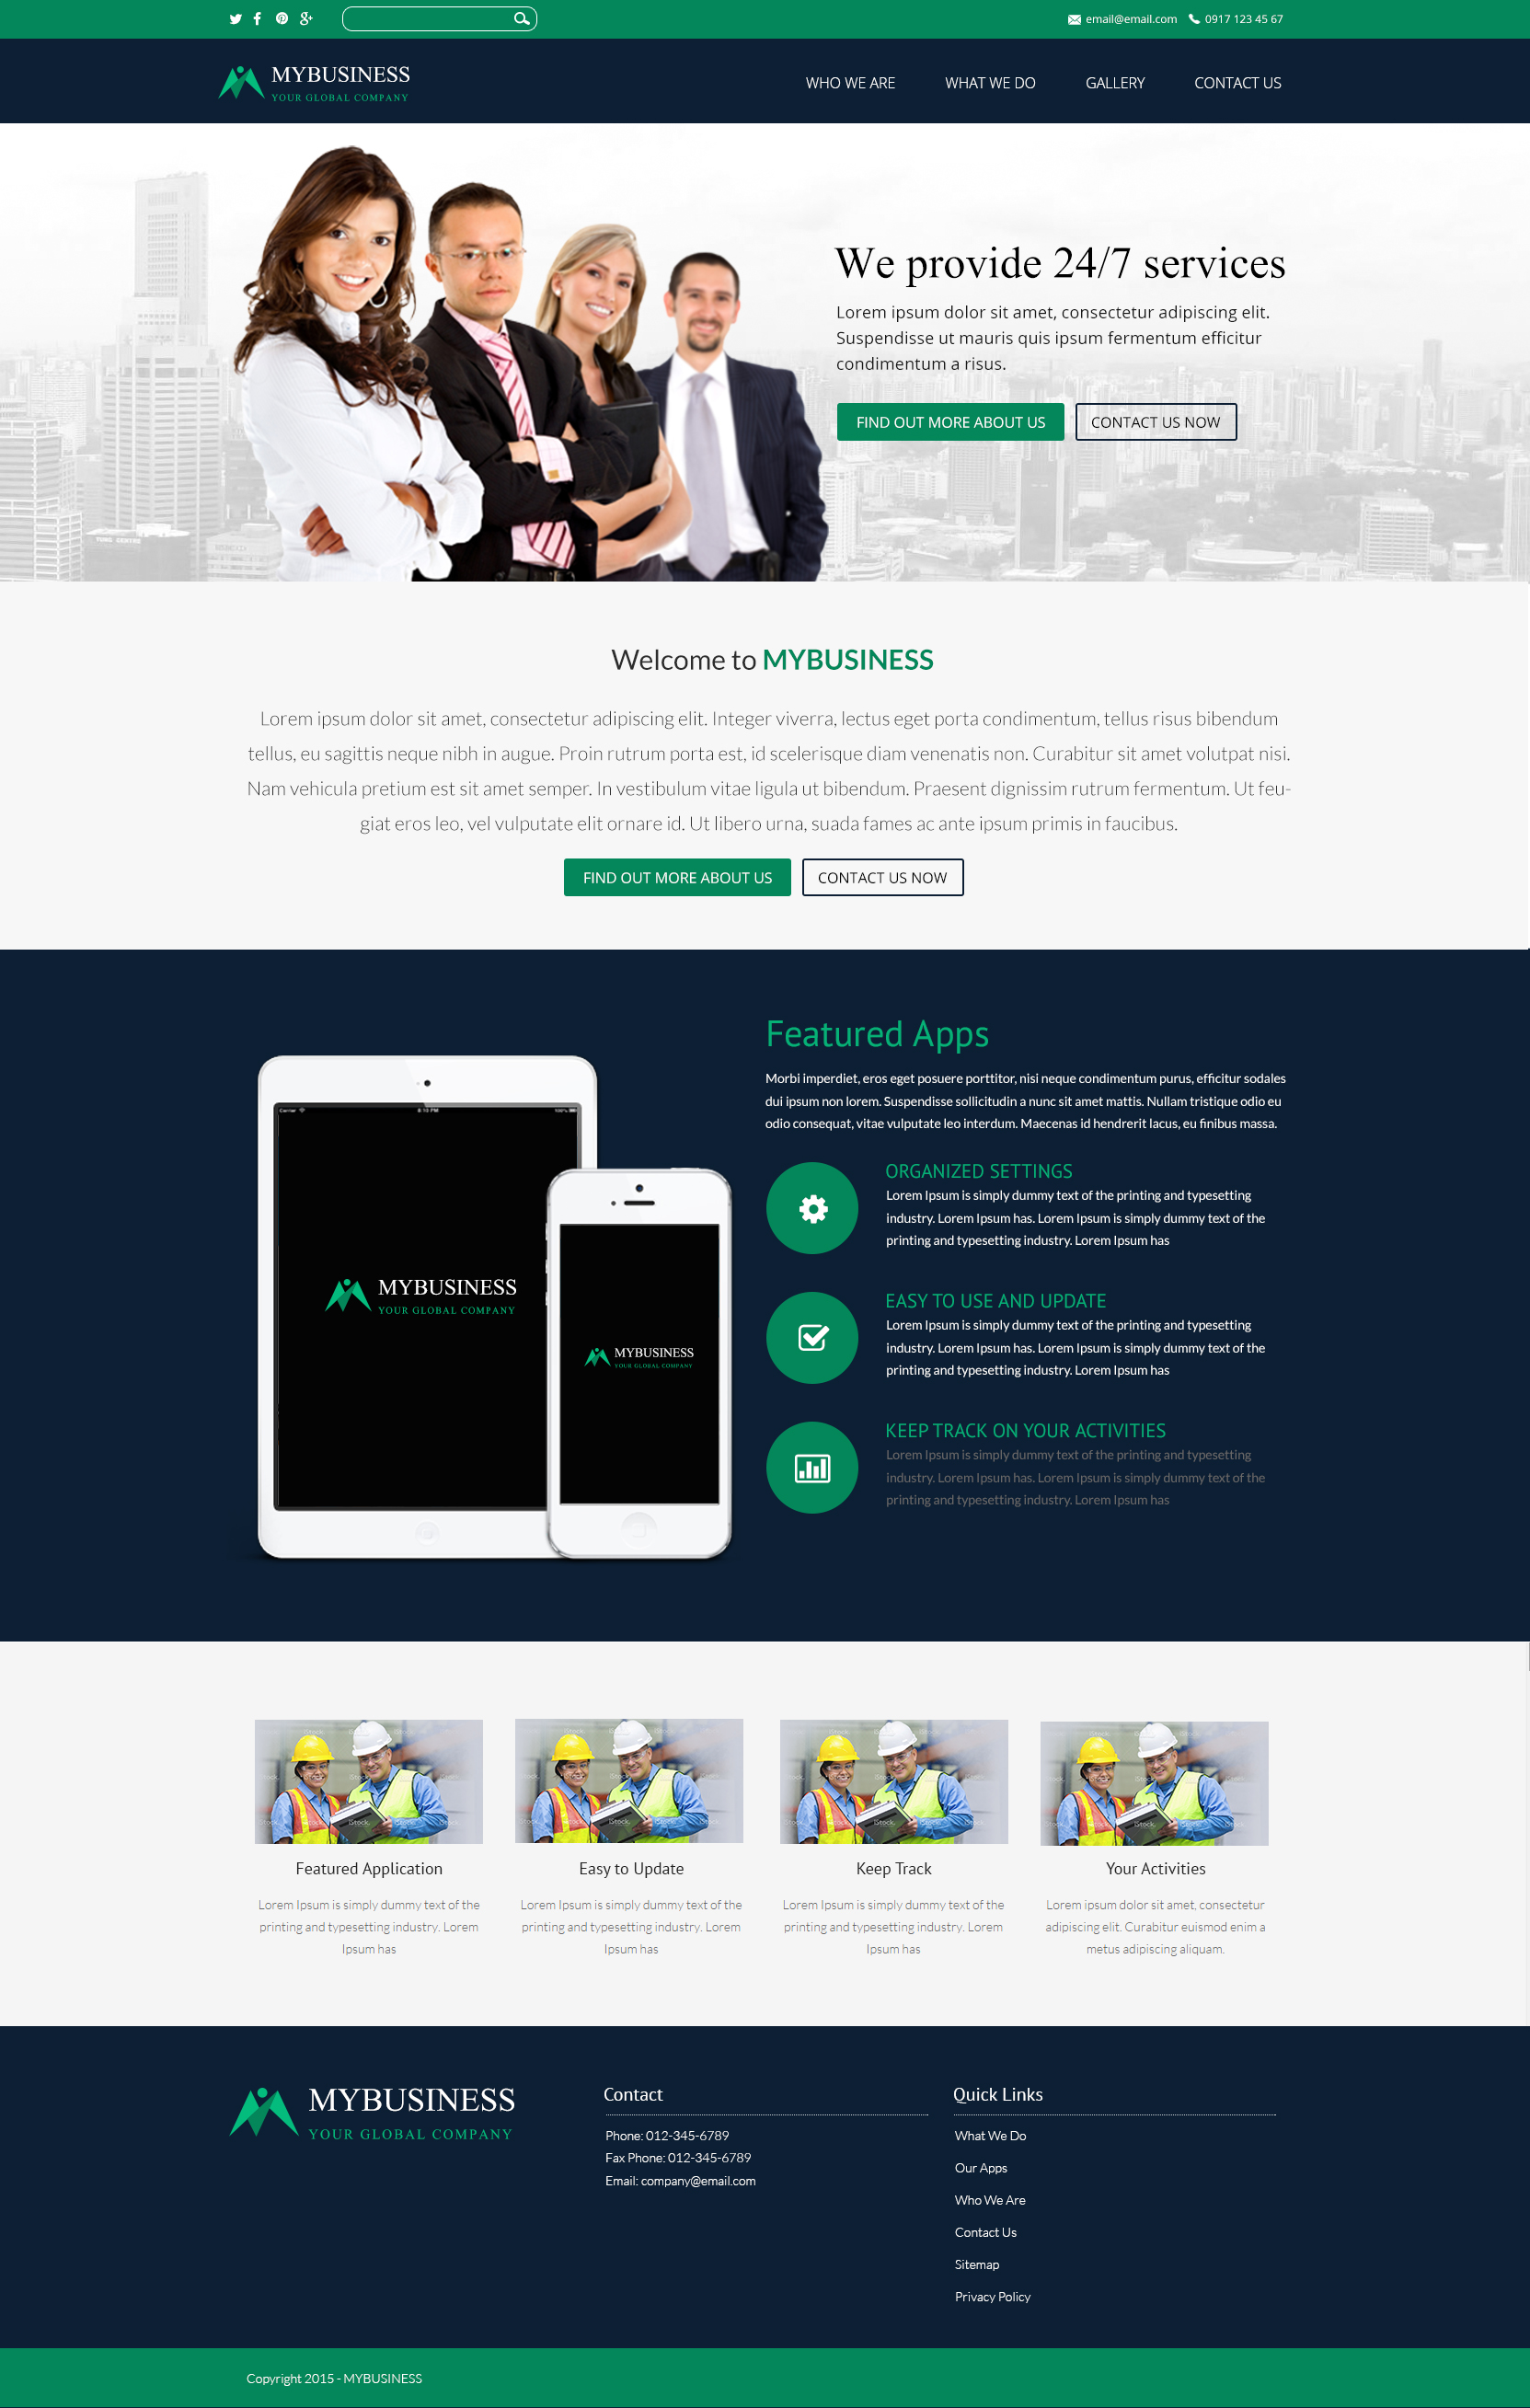 email@email.com 0917 123 45 67
MYBUSINESS
YOUR GLOBAL COMPANY
WHO WE ARE WHAT WE DO GALLERY CONTACT US
We provide 24/7 services
Lorem ipsum dolor sit amet, consectetur adipiscing elit.
Suspendisse ut mauris quis ipsum fermentum efficitur
condimentum a risus.
FIND OUT MORE ABOUT US CONTACT US NOW
Welcome to MYBUSINESS
Lorem ipsum dolor sit amet, consectetur adipiscing elit. Integer viverra, lectus eget porta condimentum, tellus risus bibendum
tellus, eu sagittis neque nibh in augue. Proin rutrum porta est, id scelerisque diam venenatis non. Curabitur sit amet volutpat nisi.
Nam vehicula pretium est sit amet semper. In vestibulum vitae ligula ut bibendum. Praesent dignissim rutrum fermentum. Ut feu-
giat eros leo, vel vulputate elit ornare id. Ut libero urna, suada fames ac ante ipsum primis in faucibus.
FIND OUT MORE ABOUT US CONTACT US NOW
Carrier 8:10 PM 100%
MYBUSINESS
YOUR GLOBAL COMPANY
MYBUSINESS
YOUR GLOBAL COMPANY
Featured Apps
Morbi imperdiet, eros eget posuere porttitor, nisi neque condimentum purus, efficitur sodales
dui ipsum non lorem. Suspendisse sollicitudin a nunc sit amet mattis. Nullam tristique odio eu
odio consequat, vitae vulputate leo interdum. Maecenas id hendrerit lacus, eu finibus massa.
ORGANIZED SETTINGS
Lorem Ipsum is simply dummy text of the printing and typesetting
industry. Lorem Ipsum has. Lorem Ipsum is simply dummy text of the
printing and typesetting industry. Lorem Ipsum has
EASY TO USE AND UPDATE
Lorem Ipsum is simply dummy text of the printing and typesetting
industry. Lorem Ipsum has. Lorem Ipsum is simply dummy text of the
printing and typesetting industry. Lorem Ipsum has
KEEP TRACK ON YOUR ACTIVITIES
Lorem Ipsum is simply dummy text of the printing and typesetting
industry. Lorem Ipsum has. Lorem Ipsum is simply dummy text of the
printing and typesetting industry. Lorem Ipsum has
Featured Application
Lorem Ipsum is simply dummy text of the
printing and typesetting industry. Lorem
Ipsum has
Easy to Update
Lorem Ipsum is simply dummy text of the
printing and typesetting industry. Lorem
Ipsum has
Keep Track
Lorem Ipsum is simply dummy text of the
printing and typesetting industry. Lorem
Ipsum has
Your Activities
Lorem ipsum dolor sit amet, consectetur
adipiscing elit. Curabitur euismod enim a
metus adipiscing aliquam.
MYBUSINESS
YOUR GLOBAL COMPANY
Contact
Phone: 012-345-6789
Fax Phone: 012-345-6789
Email: company@email.com
Quick Links
What We Do
Our Apps
Who We Are
Contact Us
Sitemap
Privacy Policy
Copyright 2015 - MYBUSINESS